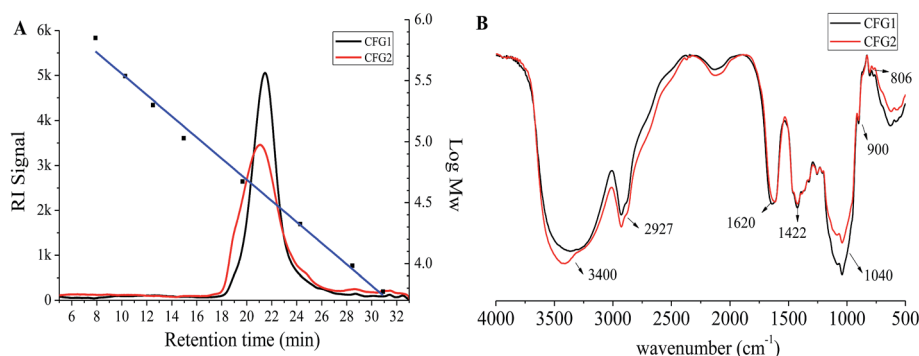 A
CFG1
CFG2
RI Signal
6k
5k
4k
3k
2k
1k
0
6.0
5.5
5.0
4.5
4.0
Log Mw
6 8 10 12 14 16 18 20 22 24 26 28 30 32
Retention time (min)
B
CFG1
CFG2
806
900
2927
1620
1422
3400
1040
4000 3500 3000 2500 2000 1500 1000 500
wavenumber (cm⁻¹)